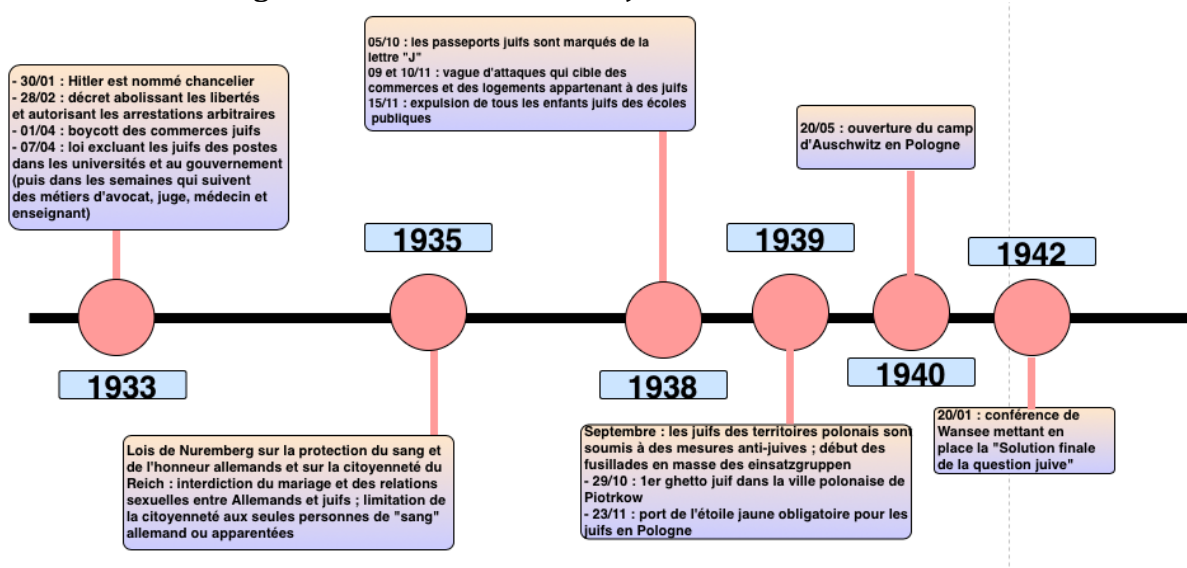 - 30/01 : Hitler est nommé chancelier
- 28/02 : décret abolissant les libertés
et autorisant les arrestations arbitraires
- 01/04 : boycott des commerces juifs
- 07/04 : loi excluant les juifs des postes
dans les universités et au gouvernement
(puis dans les semaines qui suivent
des métiers d'avocat, juge, médecin et
enseignant)
1933
1935
Lois de Nuremberg sur la protection du sang et
de l'honneur allemands et sur la citoyenneté du
Reich : interdiction du mariage et des relations
sexuelles entre Allemands et juifs ; limitation de
la citoyenneté aux seules personnes de "sang"
allemand ou apparentées
05/10 : les passeports juifs sont marqués de la
lettre "J"
09 et 10/11 : vague d'attaques qui cible des
commerces et des logements appartenant à des juifs
15/11 : expulsion de tous les enfants juifs des écoles
publiques
1938
1939
Septembre : les juifs des territoires polonais sont
soumis à des mesures anti-juives ; début des
fusillades en masse des einsatzgruppen
- 29/10 : 1er ghetto juif dans la ville polonaise de
Piotrkow
- 23/11 : port de l'étoile jaune obligatoire pour les
juifs en Pologne
20/05 : ouverture du camp
d'Auschwitz en Pologne
1940
1942
20/01 : conférence de
Wansee mettant en
place la "Solution finale
de la question juive"